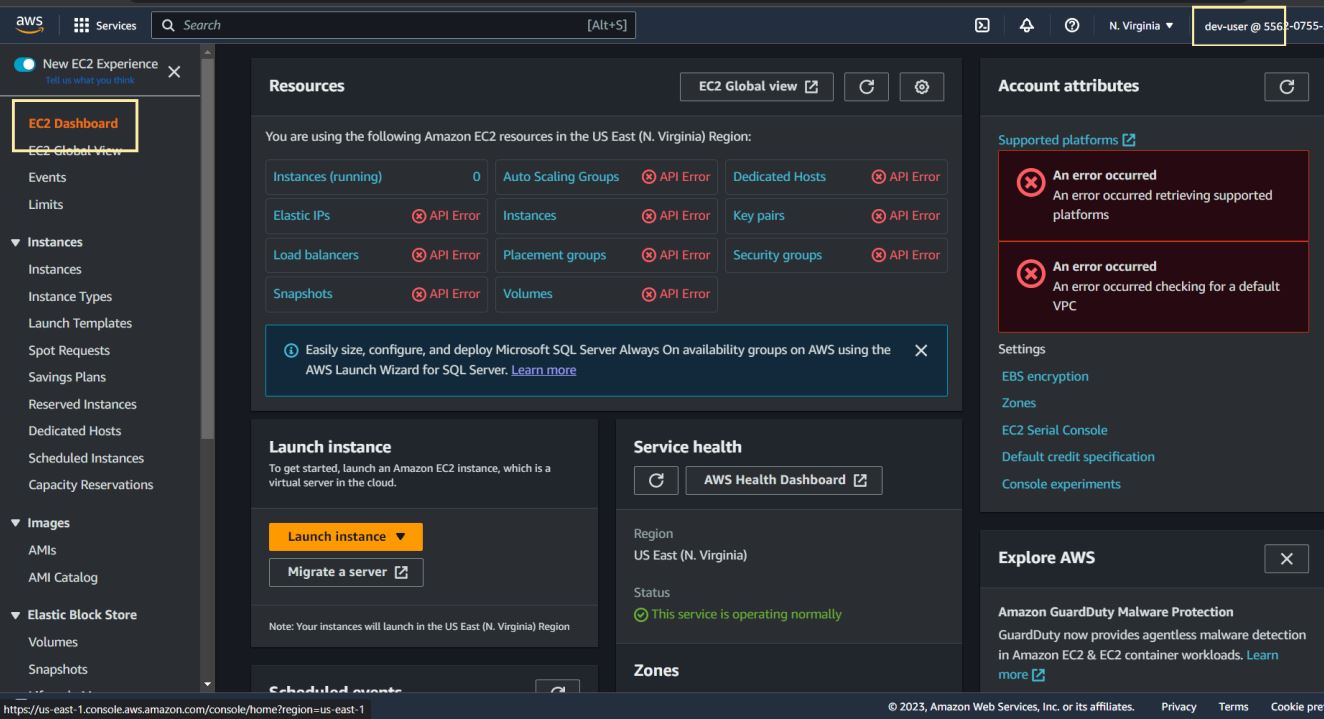 aws
Services
Search
[Alt+S]
N. Virginia
dev-user @ 5562-0755-
New EC2 Experience
Tell us what you think
EC2 Dashboard
EC2 Global View
Events
Limits
Instances
Instances
Instance Types
Launch Templates
Spot Requests
Savings Plans
Reserved Instances
Dedicated Hosts
Scheduled Instances
Capacity Reservations
Images
AMIs
AMI Catalog
Elastic Block Store
Volumes
Snapshots
Resources
EC2 Global view
You are using the following Amazon EC2 resources in the US East (N. Virginia) Region:
Instances (running) 0
Auto Scaling Groups API Error
Dedicated Hosts API Error
Elastic IPs API Error
Instances API Error
Key pairs API Error
Load balancers API Error
Placement groups API Error
Security groups API Error
Snapshots API Error
Volumes API Error
Easily size, configure, and deploy Microsoft SQL Server Always On availability groups on AWS using the
AWS Launch Wizard for SQL Server. Learn more
Launch instance
To get started, launch an Amazon EC2 instance, which is a
virtual server in the cloud.
Launch instance
Migrate a server
Note: Your instances will launch in the US East (N. Virginia) Region
Scheduled events
Service health
AWS Health Dashboard
Region
US East (N. Virginia)
Status
This service is operating normally
Zones
Account attributes
Supported platforms
An error occurred
An error occurred retrieving supported
platforms
An error occurred
An error occurred checking for a default
VPC
Settings
EBS encryption
Zones
EC2 Serial Console
Default credit specification
Console experiments
Explore AWS
Amazon GuardDuty Malware Protection
GuardDuty now provides agentless malware detection
in Amazon EC2 & EC2 container workloads. Learn
more
https://us-east-1.console.aws.amazon.com/console/home?region=us-east-1
© 2023, Amazon Web Services, Inc. or its affiliates.
Privacy
Terms
Cookie pre